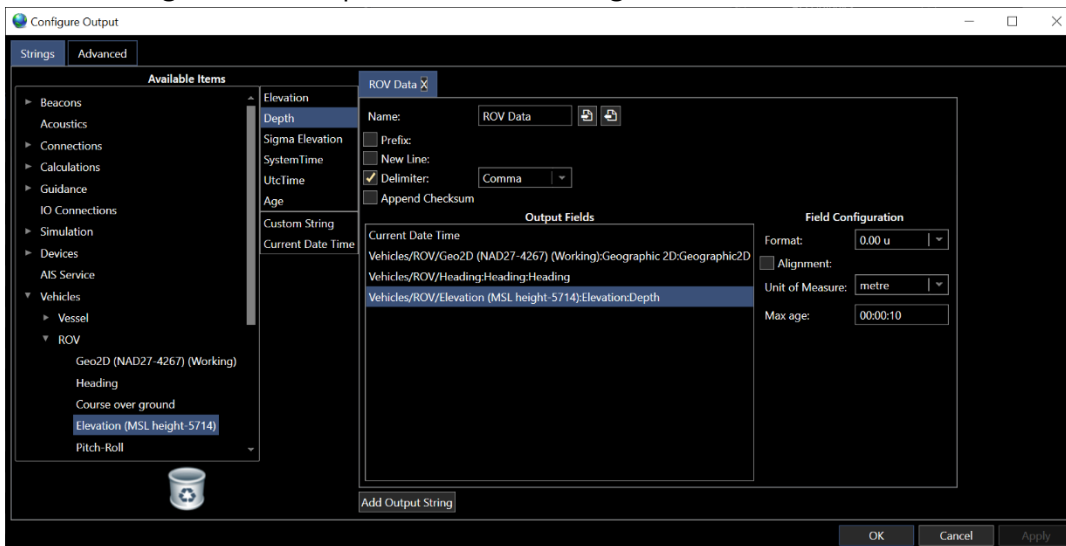 Configure Output
Strings
Advanced
Available Items
Beacons
Acoustics
Connections
Calculations
Guidance
IO Connections
Simulation
Devices
AIS Service
Vehicles
Vessel
ROV
Geo2D (NAD27-4267) (Working)
Heading
Course over ground
Elevation (MSL height-5714)
Pitch-Roll
Elevation
Depth
Sigma Elevation
SystemTime
UtcTime
Age
Custom String
Current Date Time
ROV Data X
Name: ROV Data
Prefix:
New Line:
Delimiter: Comma
Append Checksum
Output Fields
Current Date Time
Vehicles/ROV/Geo2D (NAD27-4267) (Working):Geographic 2D:Geographic2D
Vehicles/ROV/Heading:Heading:Heading
Vehicles/ROV/Elevation (MSL height-5714):Elevation:Depth
Field Configuration
Format: 0.00 u
Alignment:
Unit of Measure: metre
Max age: 00:00:10
Add Output String
OK
Cancel
Apply